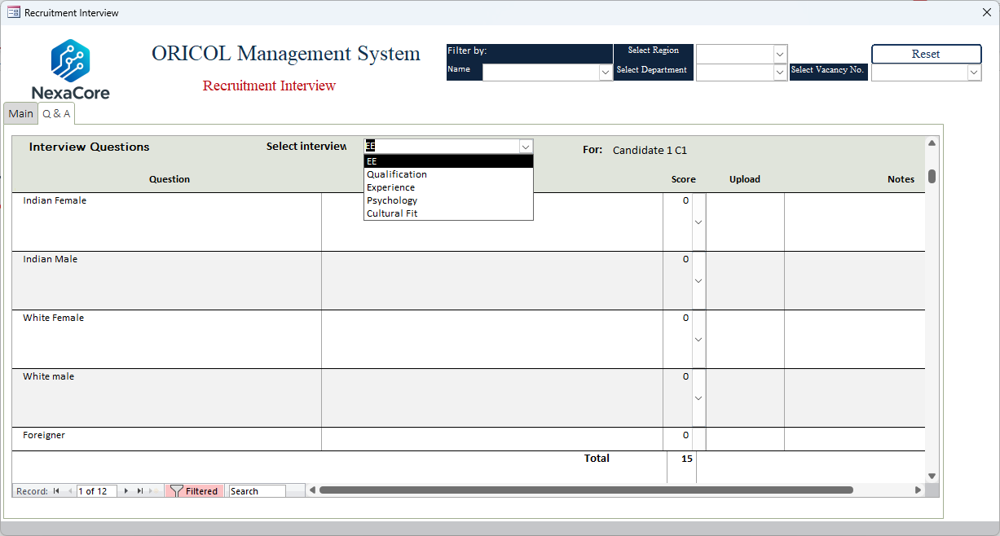 Recruitment Interview
ORICOL Management System
Recruitment Interview
NexaCore
Filter by:
Name
Select Region
Select Department
Select Vacancy No.
Reset
Main
Q & A
Interview Questions
Select interview
EE
For:
Candidate 1 C1
EE
Qualification
Experience
Psychology
Cultural Fit
Question
Score
Upload
Notes
Indian Female
0
Indian Male
0
White Female
0
White male
0
Foreigner
0
Total
15
Record:
1 of 12
Filtered
Search